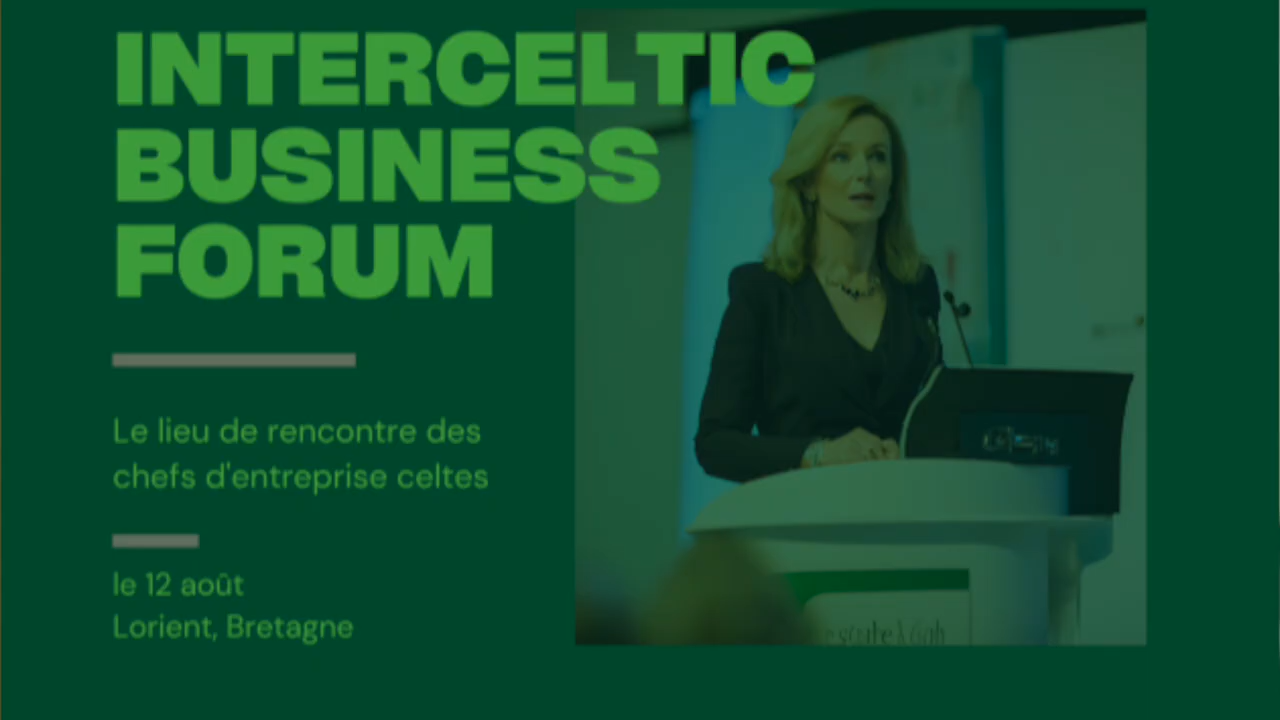 INTERCELTIC
BUSINESS
FORUM
Le lieu de rencontre des
chefs d'entreprise celtes
le 12 août
Lorient, Bretagne